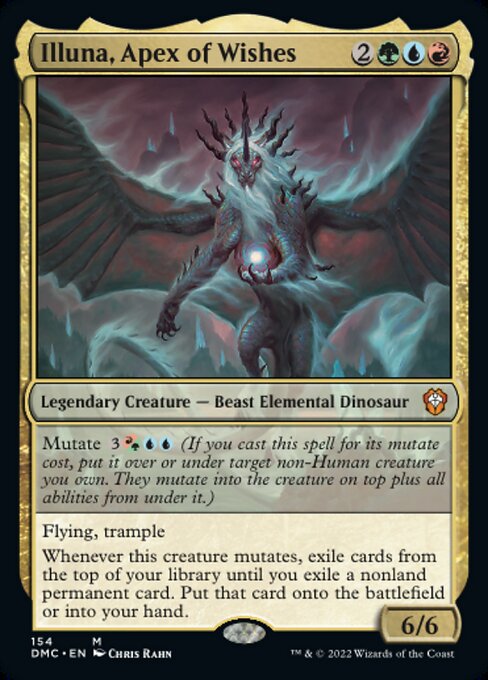 Illuna, Apex of Wishes 2
Legendary Creature — Beast Elemental Dinosaur
Mutate 3 (If you cast this spell for its mutate
cost, put it over or under target non-Human creature
you own. They mutate into the creature on top plus all
abilities from under it.)
Flying, trample
Whenever this creature mutates, exile cards from
the top of your library until you exile a nonland
permanent card. Put that card onto the battlefield
or into your hand.
6/6
154 M
DMC • EN Chris Rahn
™ & © 2022 Wizards of the Coast